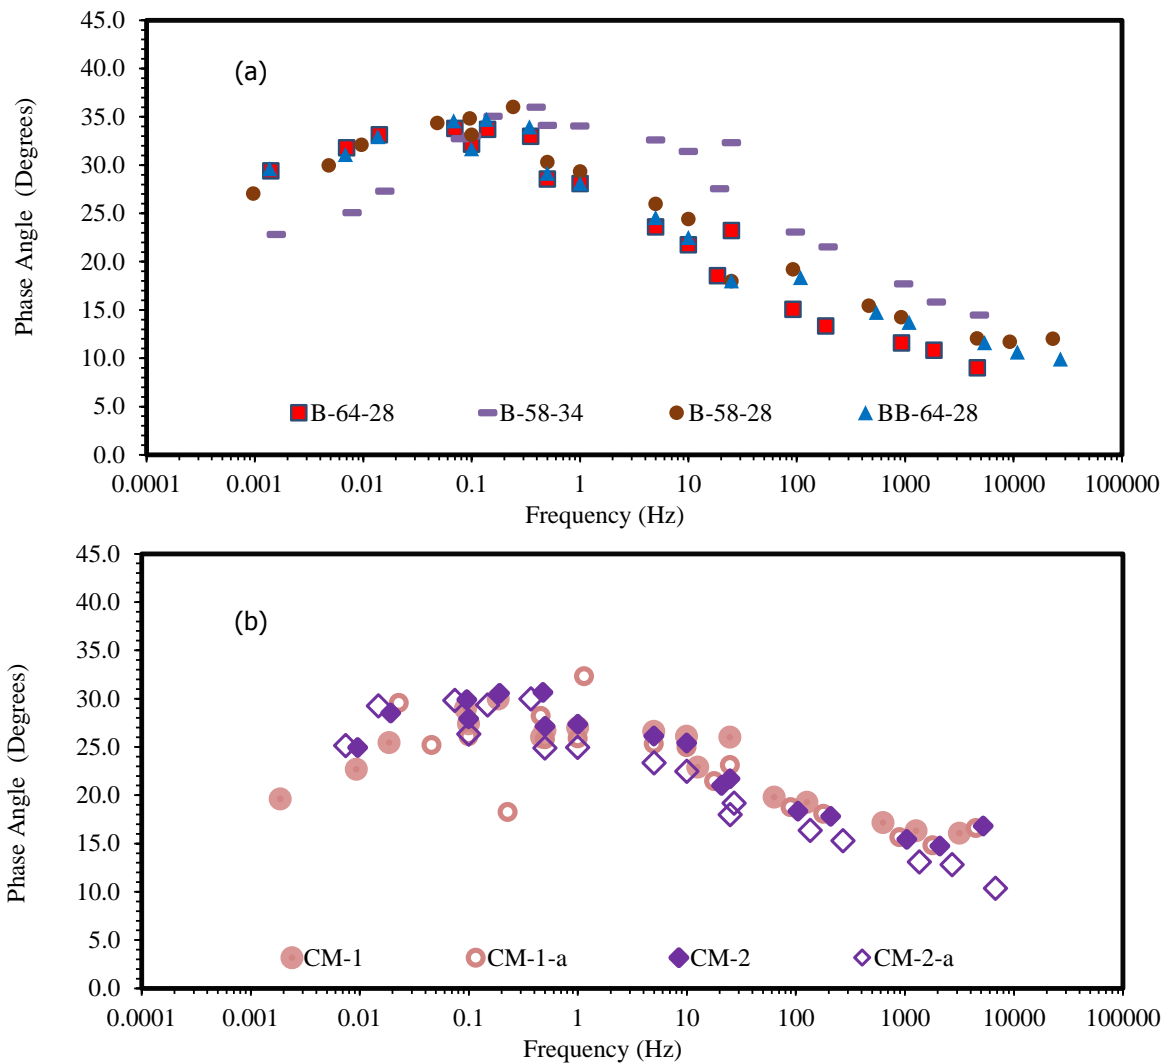 45.0
40.0
35.0
30.0
25.0
20.0
15.0
10.0
5.0
0.0
Phase Angle (Degrees)
(a)
B-64-28 B-58-34 B-58-28 BB-64-28
0.0001 0.001 0.01 0.1 1 10 100 1000 10000 100000
Frequency (Hz)
45.0
40.0
35.0
30.0
25.0
20.0
15.0
10.0
5.0
0.0
Phase Angle (Degrees)
(b)
CM-1 CM-1-a CM-2 CM-2-a
0.0001 0.001 0.01 0.1 1 10 100 1000 10000 100000
Frequency (Hz)